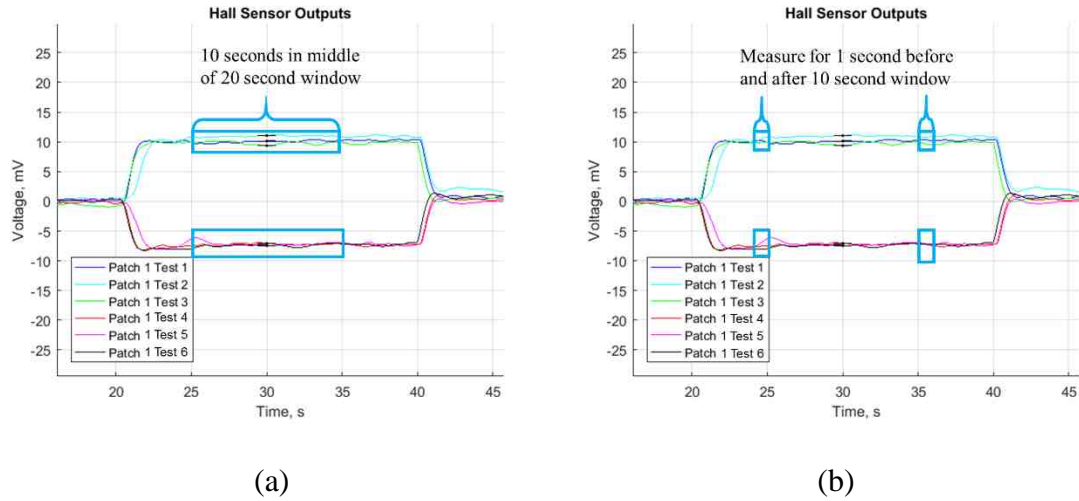 Hall Sensor Outputs
10 seconds in middle
of 20 second window
Voltage, mV
25
20
15
10
5
0
-5
-10
-15
-20
-25
Patch 1 Test 1
Patch 1 Test 2
Patch 1 Test 3
Patch 1 Test 4
Patch 1 Test 5
Patch 1 Test 6
20 25 30 35 40 45
Time, s
(a)
Hall Sensor Outputs
Measure for 1 second before
and after 10 second window
Voltage, mV
25
20
15
10
5
0
-5
-10
-15
-20
-25
Patch 1 Test 1
Patch 1 Test 2
Patch 1 Test 3
Patch 1 Test 4
Patch 1 Test 5
Patch 1 Test 6
20 25 30 35 40 45
Time, s
(b)